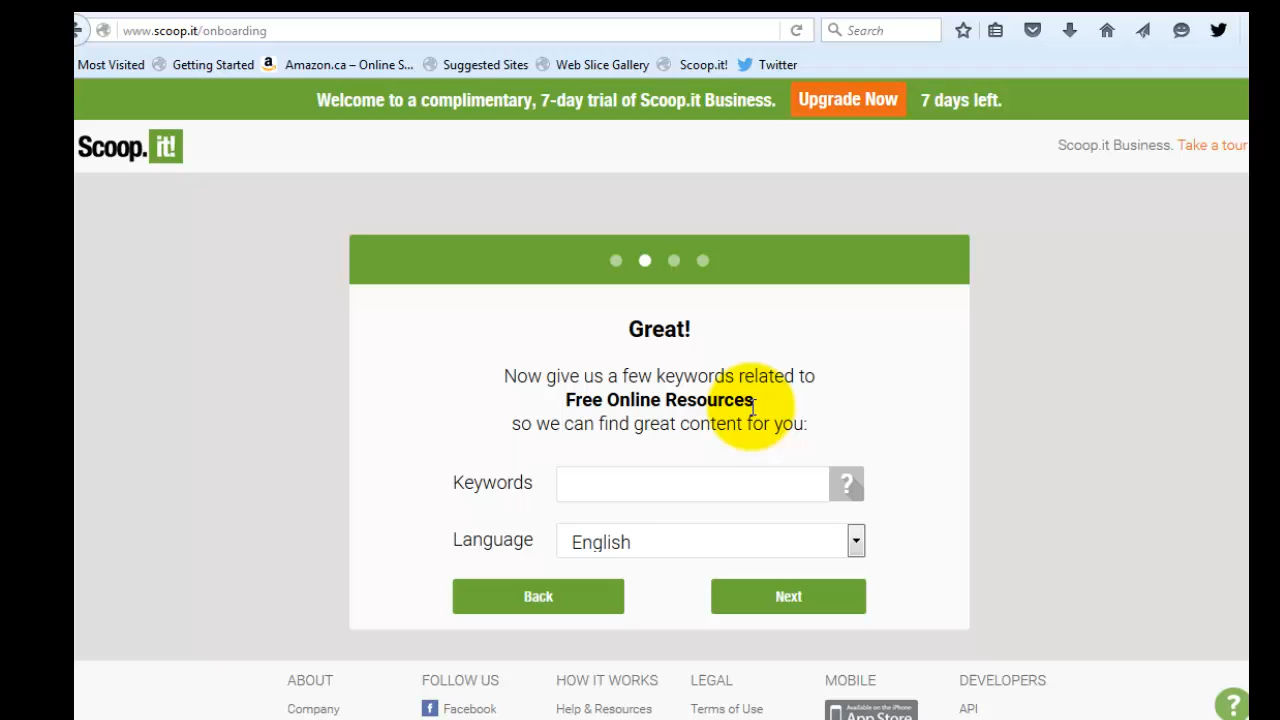 www.scoop.it/onboarding
Search
Most Visited Getting Started Amazon.ca – Online S... Suggested Sites Web Slice Gallery Scoop.it! Twitter
Welcome to a complimentary, 7-day trial of Scoop.it Business. Upgrade Now 7 days left.
Scoop.it! Scoop.it Business. Take a tour
Great!
Now give us a few keywords related to
Free Online Resources
so we can find great content for you:
Keywords ?
Language English
Back Next
ABOUT FOLLOW US HOW IT WORKS LEGAL MOBILE DEVELOPERS
Company Facebook Help & Resources Terms of Use Available on the iPhone API
App Store ?